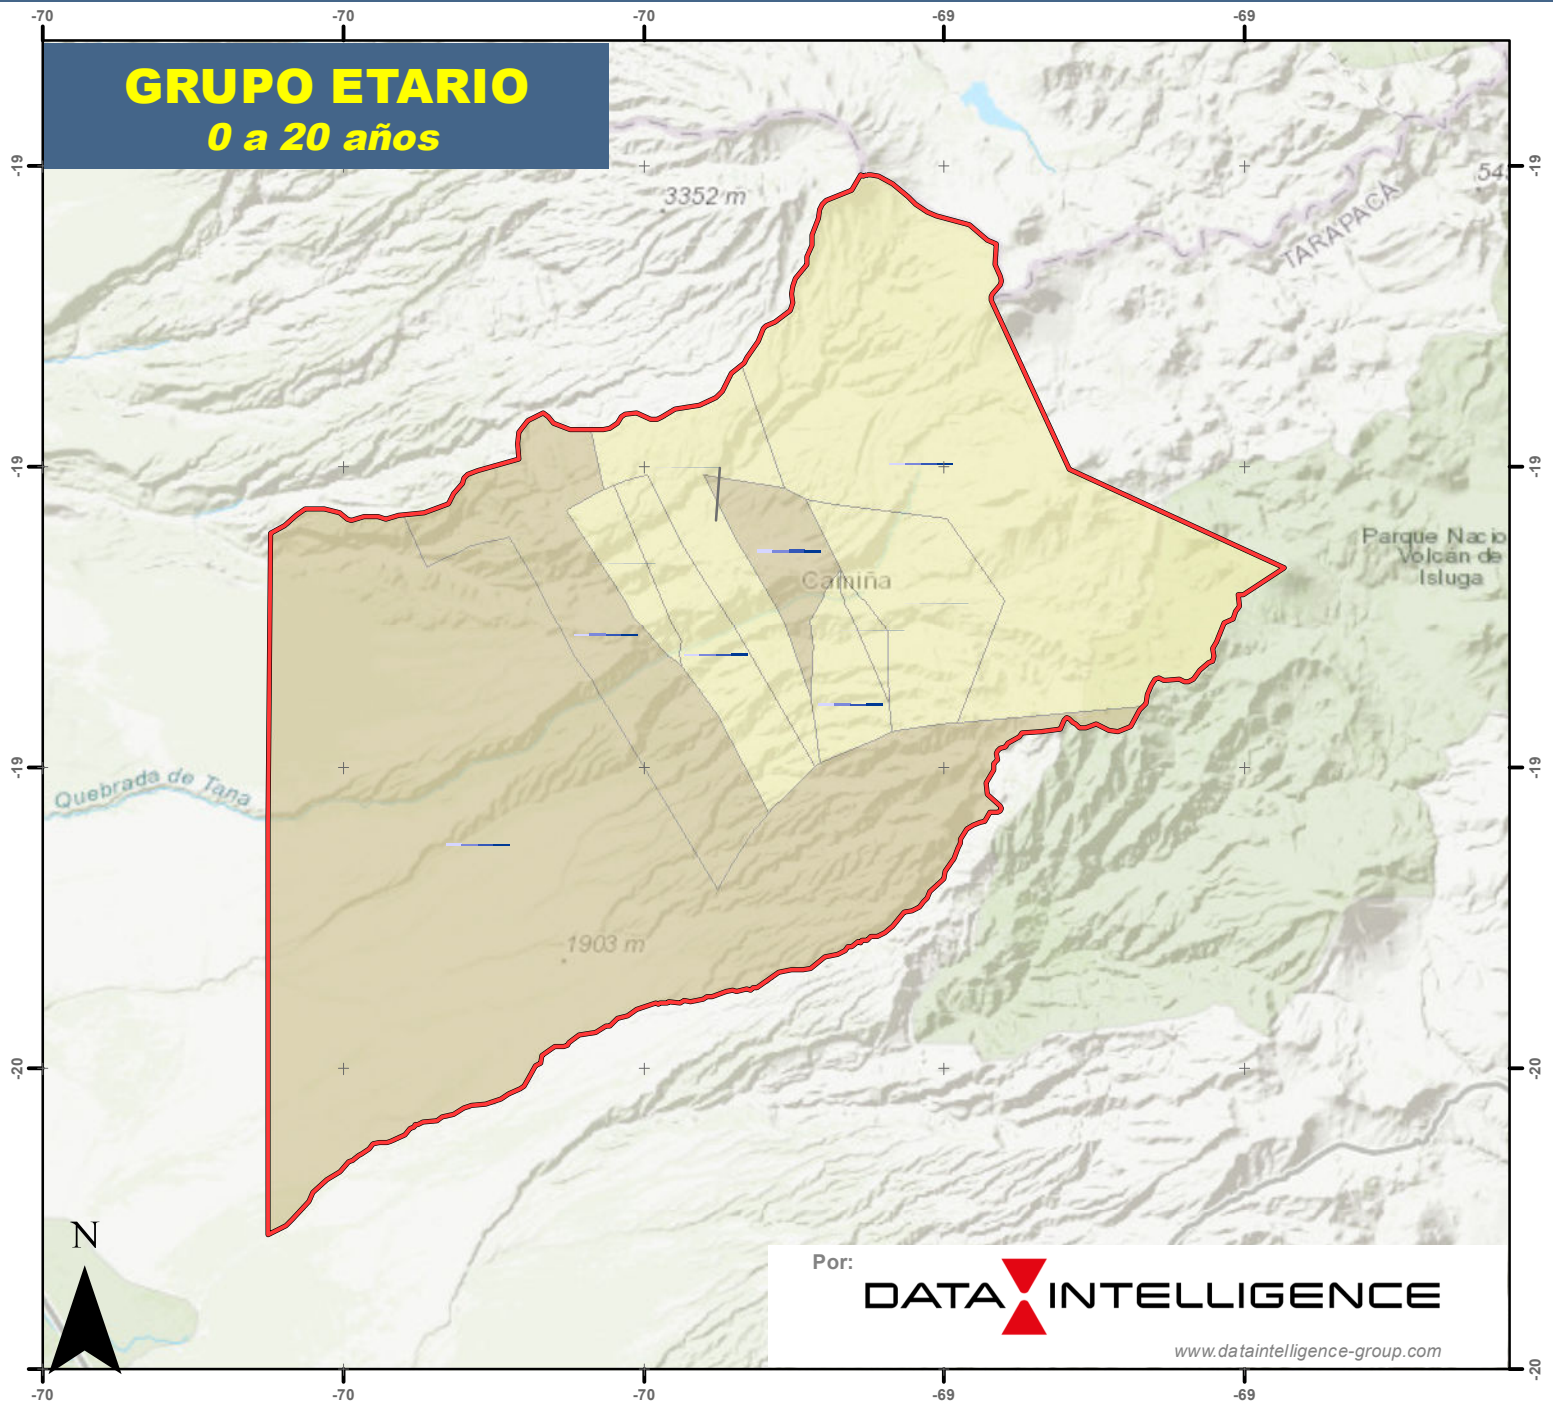 -70 -70 -70 -69 -69
GRUPO ETARIO
0 a 20 años
-19 -19
3352 m
54
TARAPACÁ
-19 -19
Parque Nacio
Volcán de
Isluga
Camiña
-19 -19
Quebrada de Tana
1903 m
-20 -20
N
Por:
DATA INTELLIGENCE
www.dataintelligence-group.com
-20
-70 -70 -70 -69 -69